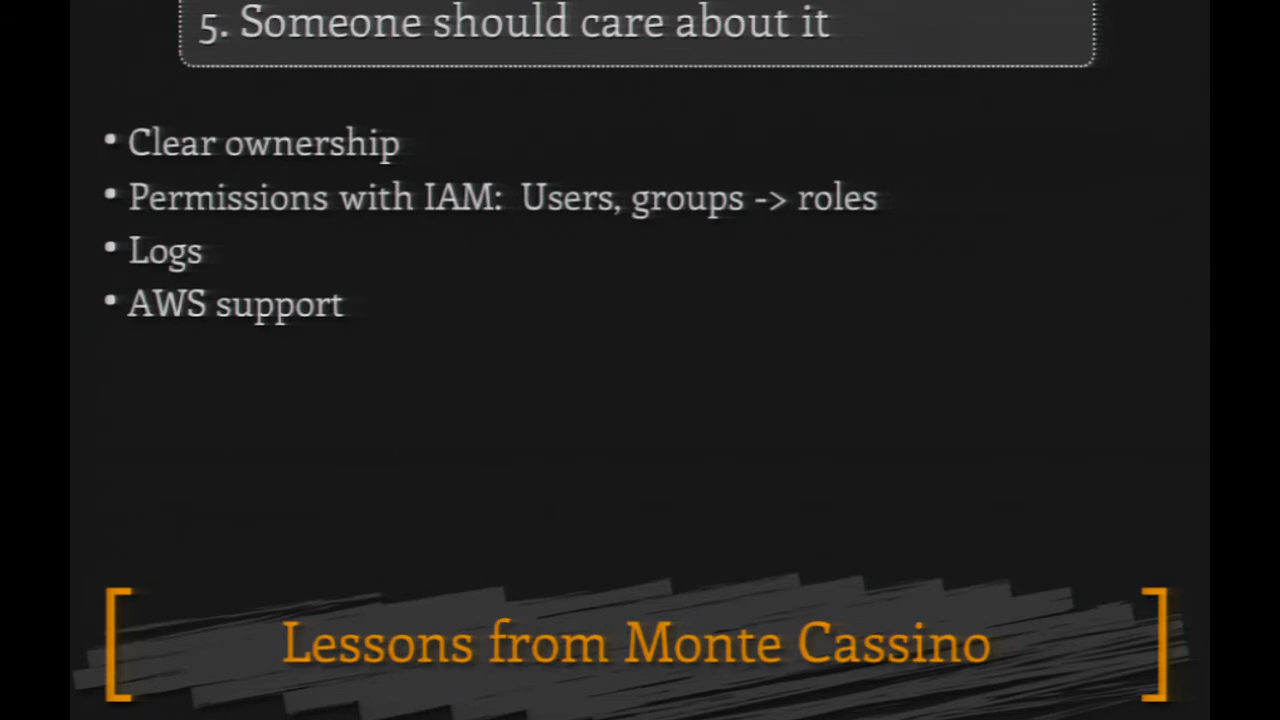 5. Someone should care about it
• Clear ownership
• Permissions with IAM: Users, groups -> roles
• Logs
• AWS support
[ Lessons from Monte Cassino ]